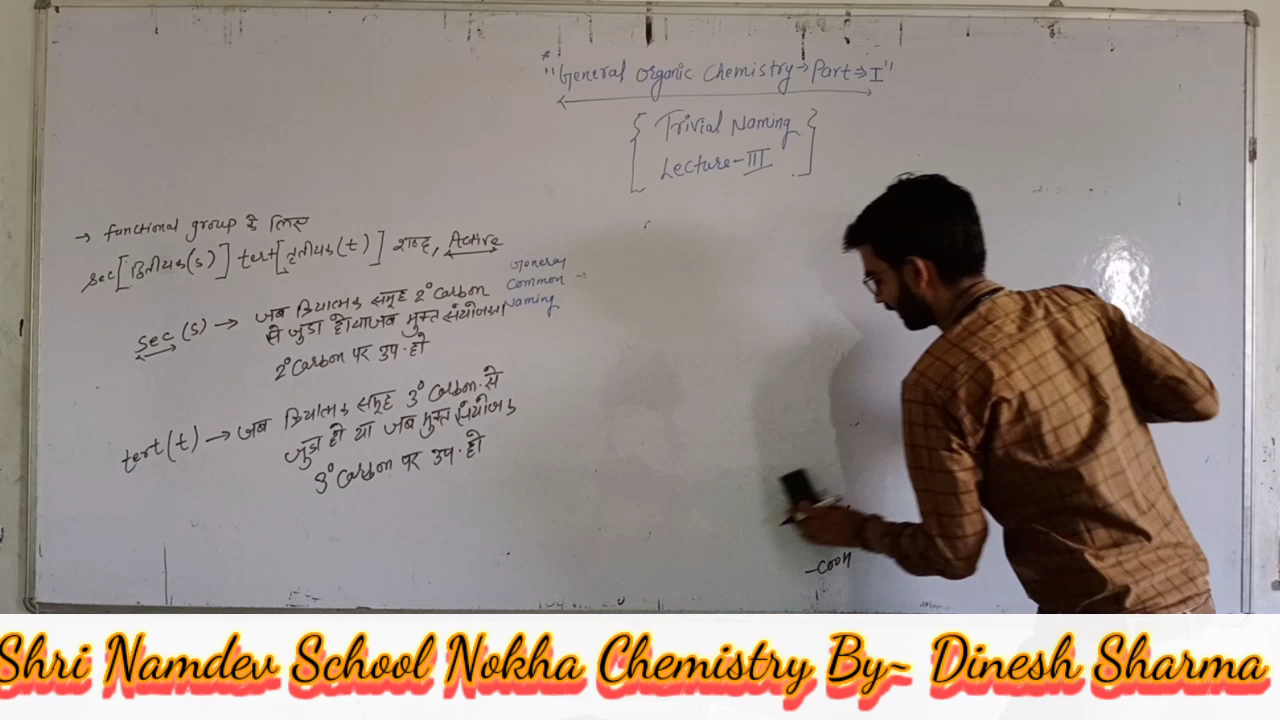 "General Organic Chemistry → Part ⇒ I"
{ Trivial Naming }
[ Lecture - III ]
→ functional group के लिए
sec [द्वितीयक(s)] tert [तृतीयक(t)] शब्द, Active
sec (s) → जब क्रियात्मक समूह 2° Carbon
से जुडा हो या जब मुक्त संयोजकता
2° Carbon पर उप. हो
tert (t) → जब क्रियात्मक समूह 3° Carbon से
जुडा हो या जब मुक्त संयोजक
3° Carbon पर उप. हो
General
Common →
Naming
-COOH
Shri Namdev School Nokha Chemistry By~ Dinesh Sharma